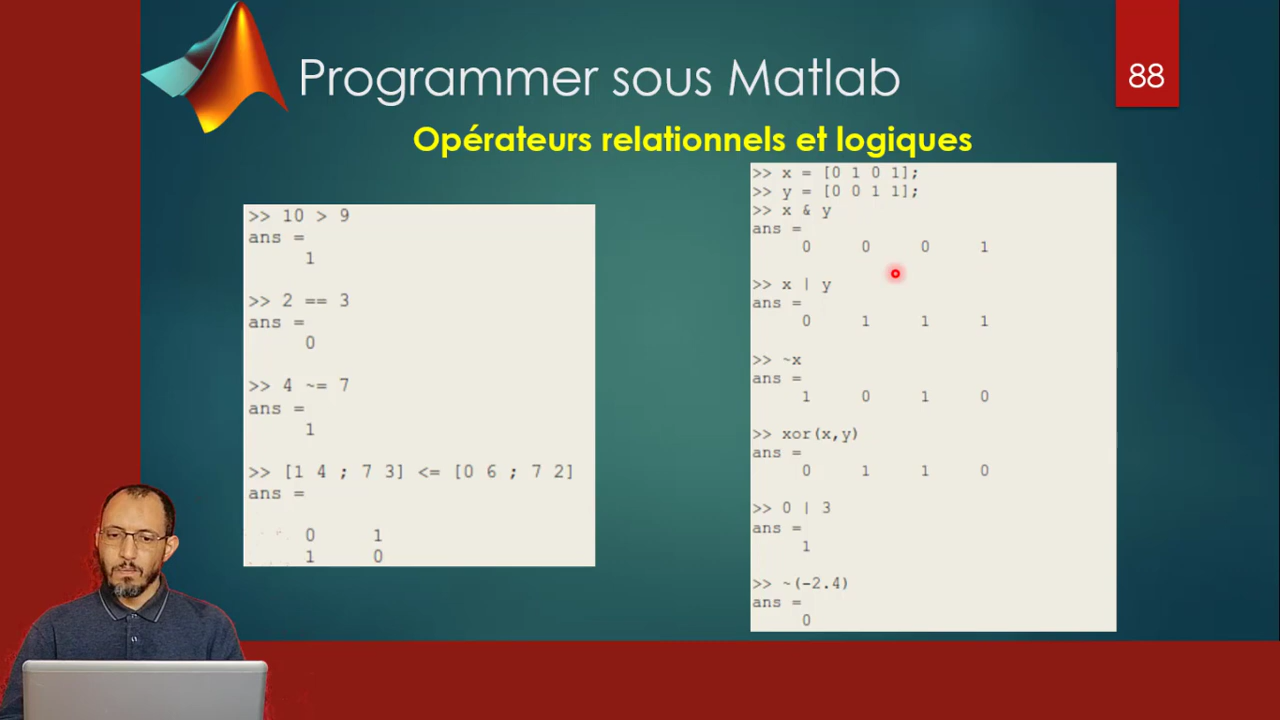 Programmer sous Matlab
88
Opérateurs relationnels et logiques
>> 10 > 9
ans =
1
>> 2 == 3
ans =
0
>> 4 ~= 7
ans =
1
>> [1 4 ; 7 3] <= [0 6 ; 7 2]
ans =
0 1
1 0
>> x = [0 1 0 1];
>> y = [0 0 1 1];
>> x & y
ans =
0 0 0 1
>> x | y
ans =
0 1 1 1
>> ~x
ans =
1 0 1 0
>> xor(x,y)
ans =
0 1 1 0
>> 0 | 3
ans =
1
>> ~(-2.4)
ans =
0